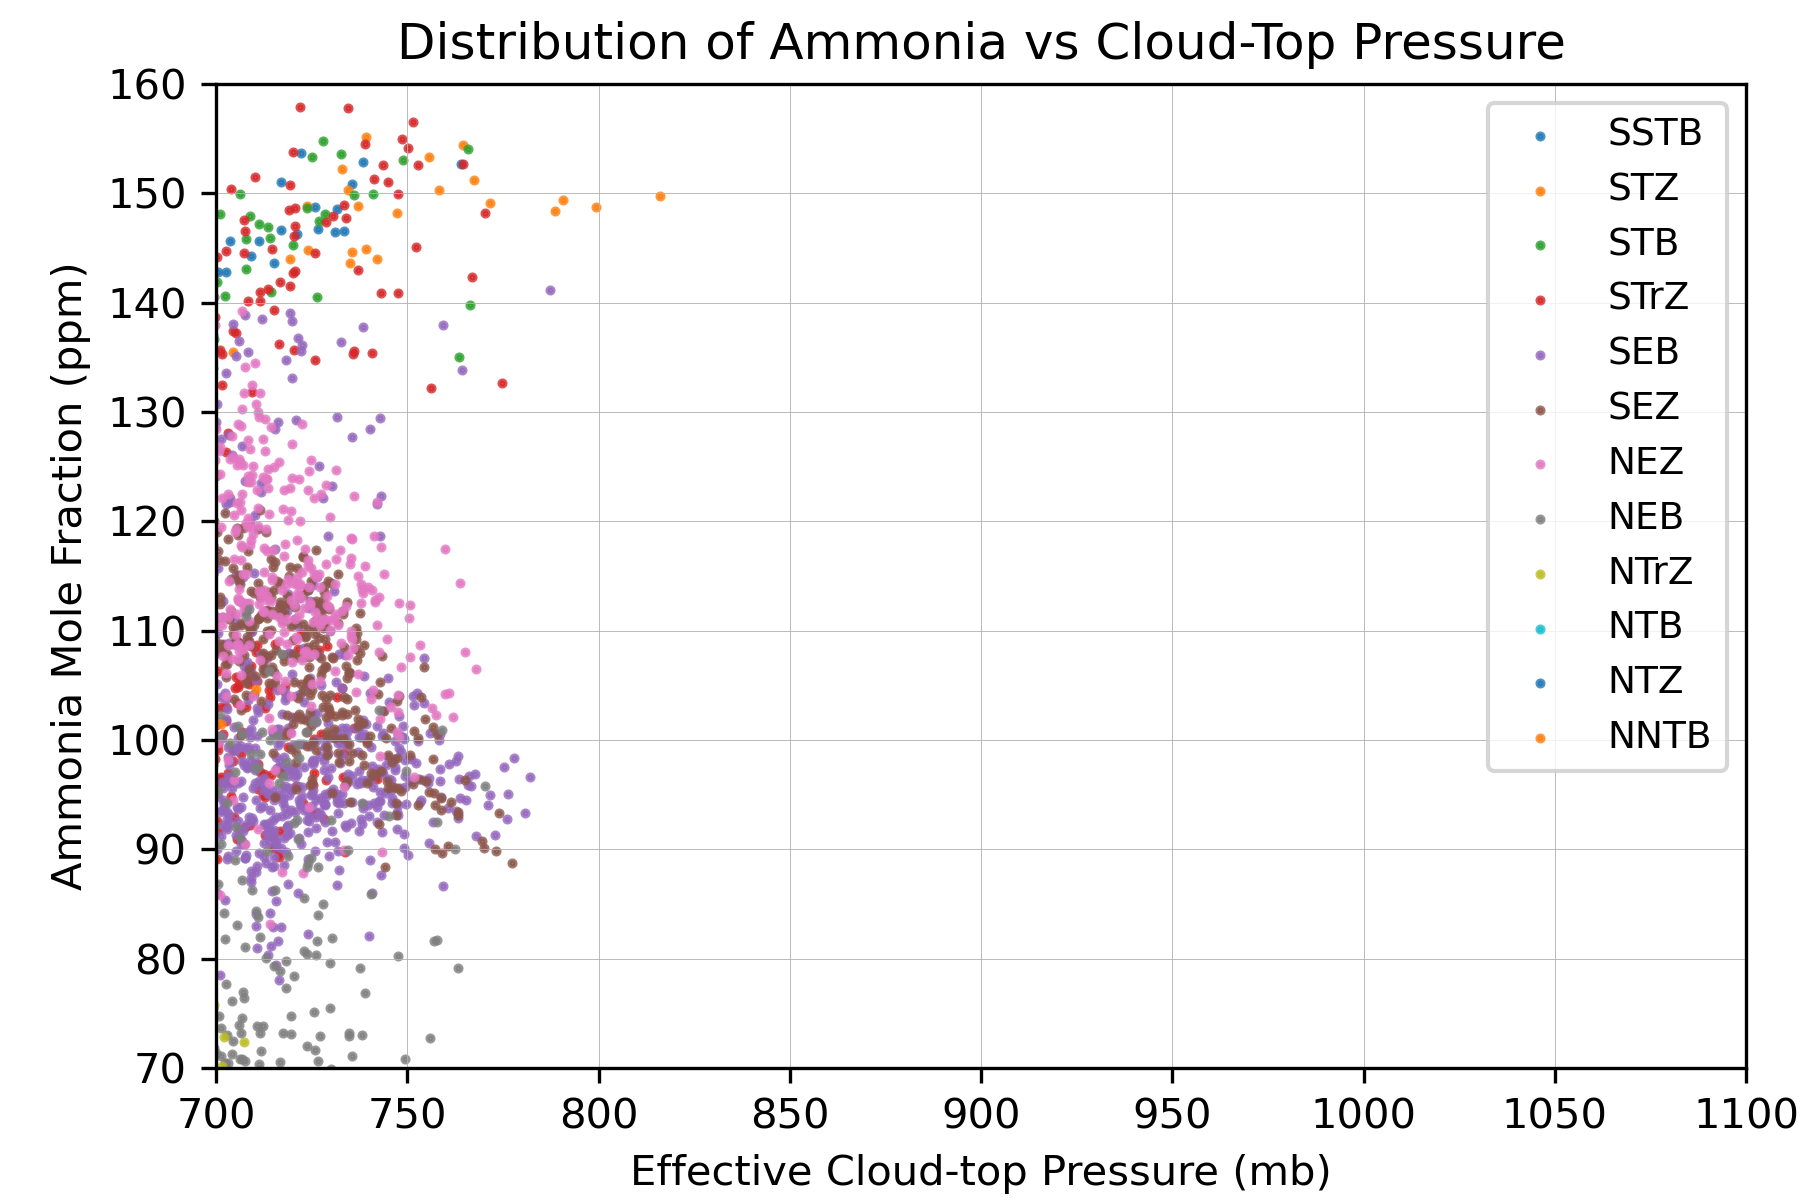 Distribution of Ammonia vs Cloud-Top Pressure
160
150
140
130
120
110
100
90
80
70
Ammonia Mole Fraction (ppm)
SSTB
STZ
STB
STrZ
SEB
SEZ
NEZ
NEB
NTrZ
NTB
NTZ
NNTB
700 750 800 850 900 950 1000 1050 1100
Effective Cloud-top Pressure (mb)